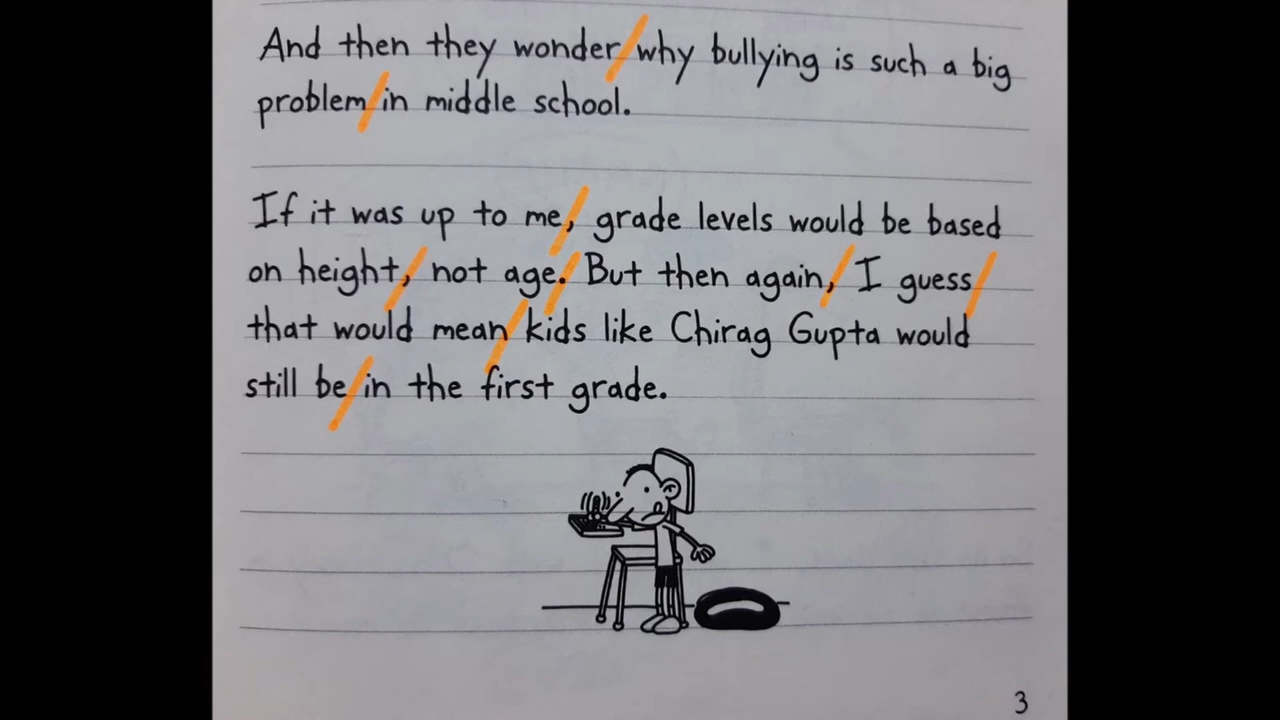 And then they wonder why bullying is such a big
problem in middle school.
If it was up to me, grade levels would be based
on height, not age. But then again, I guess
that would mean kids like Chirag Gupta would
still be in the first grade.
3